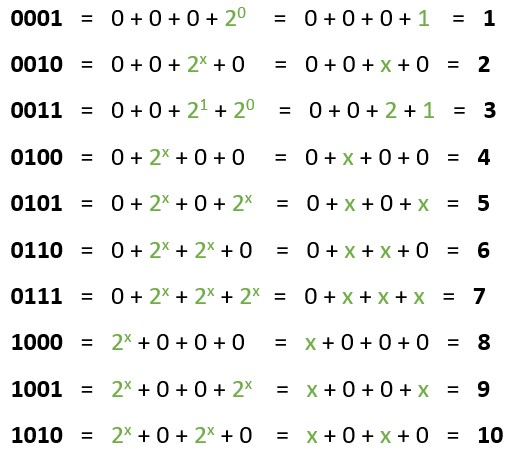 0001 = 0 + 0 + 0 + 2⁰ = 0 + 0 + 0 + 1 = 1
0010 = 0 + 0 + 2ˣ + 0 = 0 + 0 + x + 0 = 2
0011 = 0 + 0 + 2¹ + 2⁰ = 0 + 0 + 2 + 1 = 3
0100 = 0 + 2ˣ + 0 + 0 = 0 + x + 0 + 0 = 4
0101 = 0 + 2ˣ + 0 + 2ˣ = 0 + x + 0 + x = 5
0110 = 0 + 2ˣ + 2ˣ + 0 = 0 + x + x + 0 = 6
0111 = 0 + 2ˣ + 2ˣ + 2ˣ = 0 + x + x + x = 7
1000 = 2ˣ + 0 + 0 + 0 = x + 0 + 0 + 0 = 8
1001 = 2ˣ + 0 + 0 + 2ˣ = x + 0 + 0 + x = 9
1010 = 2ˣ + 0 + 2ˣ + 0 = x + 0 + x + 0 = 10